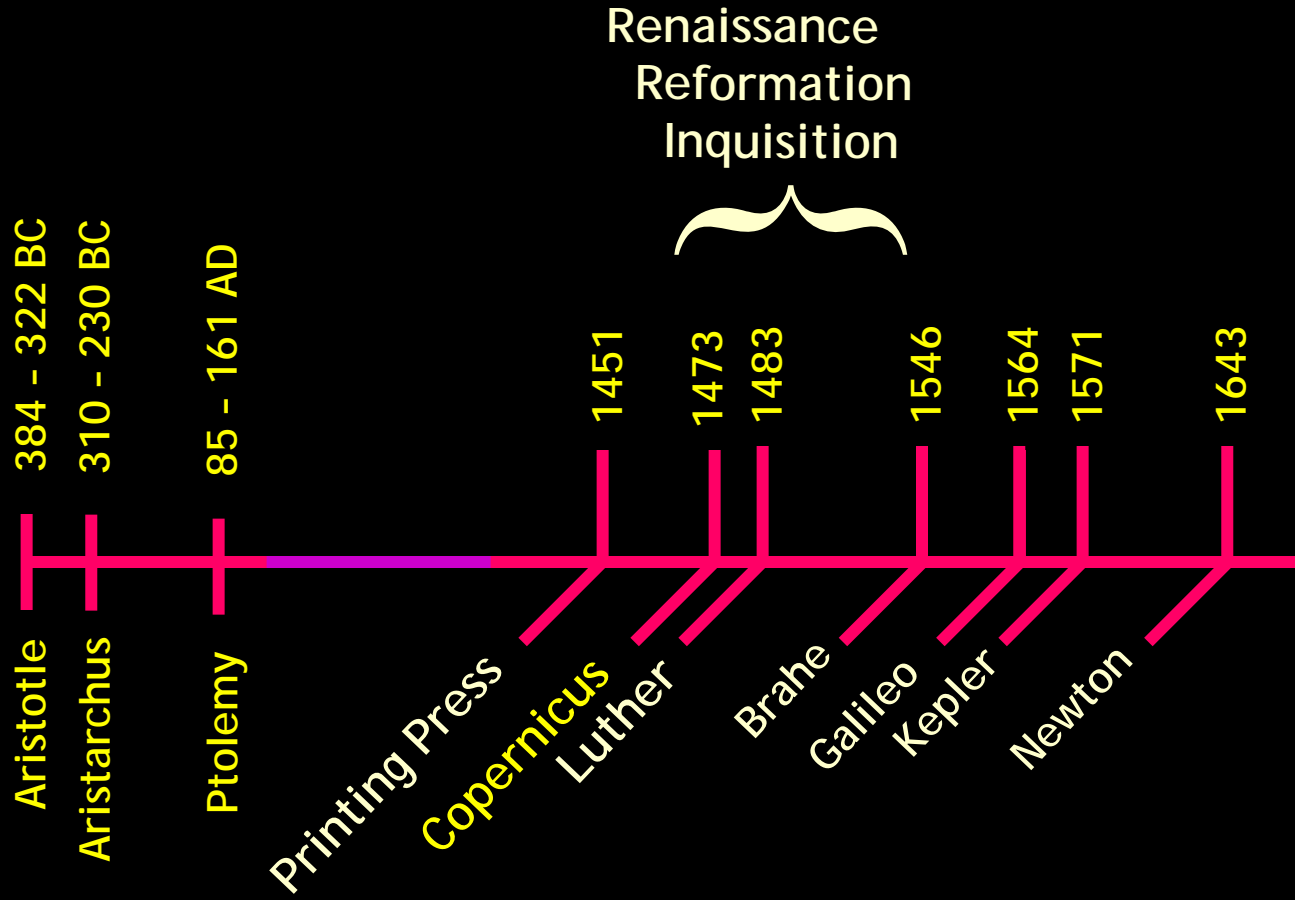 Renaissance
Reformation
Inquisition
384 – 322 BC
310 – 230 BC
85 – 161 AD
1451
1473
1483
1546
1564
1571
1643
Aristotle
Aristarchus
Ptolemy
Printing Press
Copernicus
Luther
Brahe
Galileo
Kepler
Newton